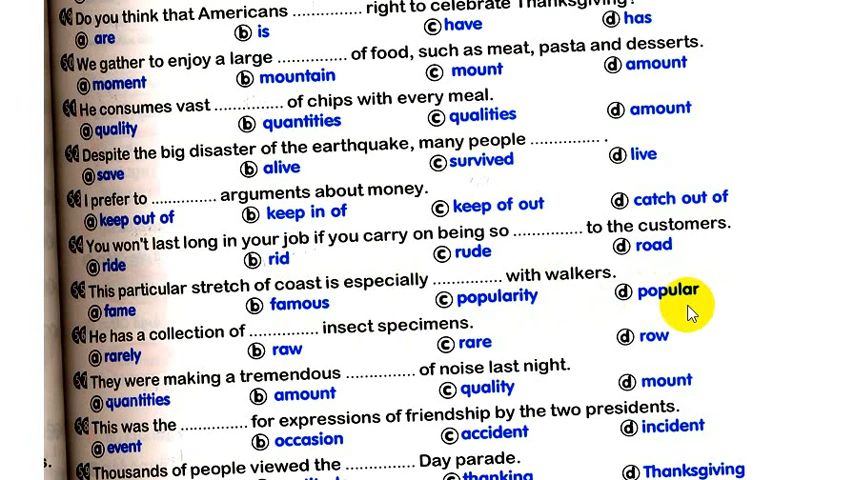 Do you think that Americans .............. right to celebrate Thanksgiving?
a are b is c have d has
We gather to enjoy a large .............. of food, such as meat, pasta and desserts.
a moment b mountain c mount d amount
He consumes vast .............. of chips with every meal.
a quality b quantities c qualities d amount
Despite the big disaster of the earthquake, many people .............. .
a save b alive c survived d live
I prefer to .............. arguments about money.
a keep out of b keep in of c keep of out d catch out of
You won't last long in your job if you carry on being so .............. to the customers.
a ride b rid c rude d road
This particular stretch of coast is especially .............. with walkers.
a fame b famous c popularity d popular
He has a collection of .............. insect specimens.
a rarely b raw c rare d row
They were making a tremendous .............. of noise last night.
a quantities b amount c quality d mount
This was the .............. for expressions of friendship by the two presidents.
a event b occasion c accident d incident
s.
Thousands of people viewed the .............. Day parade.
c thanking d Thanksgiving